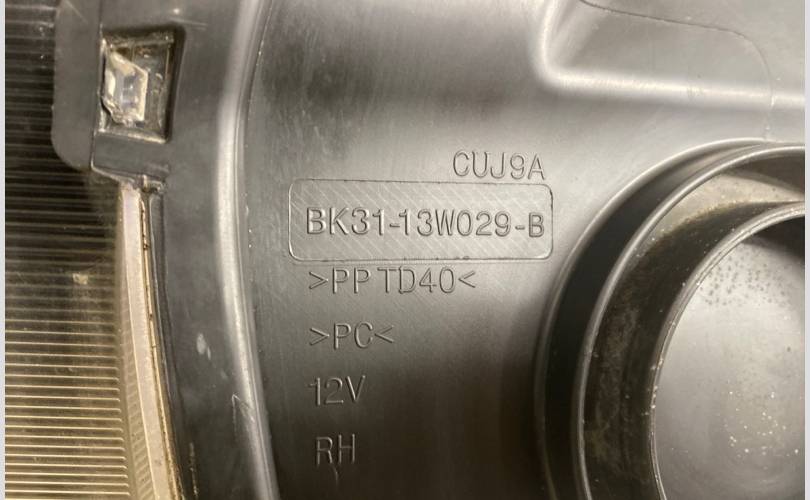 CUJ9A
BK31-13W029-B
>PP TD40<
>PC<
12V
RH